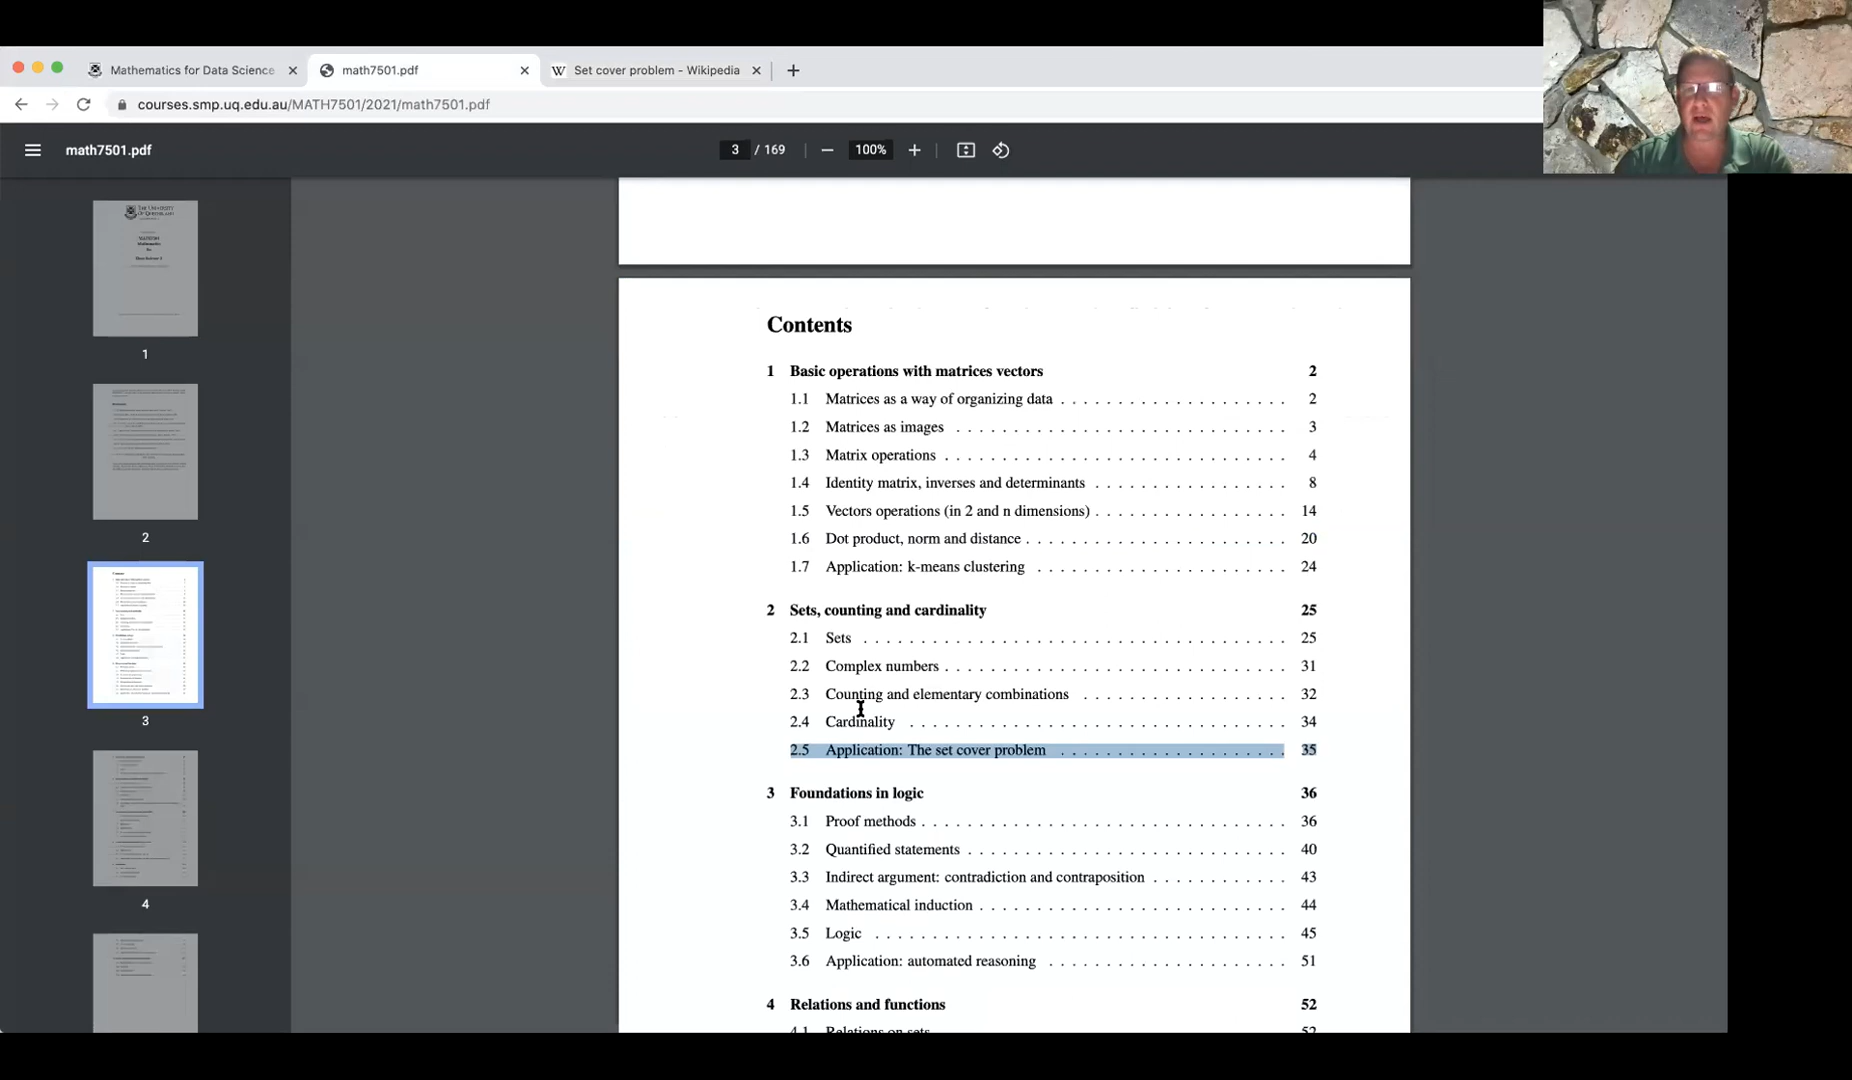 Mathematics for Data Science
math7501.pdf
W Set cover problem - Wikipedia
courses.smp.uq.edu.au/MATH7501/2021/math7501.pdf
math7501.pdf
3 / 169
100%
1
2
3
4
Contents
1 Basic operations with matrices vectors 2
1.1 Matrices as a way of organizing data . . . . . . . . . . . . . . . . . . . 2
1.2 Matrices as images . . . . . . . . . . . . . . . . . . . . . . . . . . 3
1.3 Matrix operations . . . . . . . . . . . . . . . . . . . . . . . . . . . 4
1.4 Identity matrix, inverses and determinants . . . . . . . . . . . . . . . . 8
1.5 Vectors operations (in 2 and n dimensions) . . . . . . . . . . . . . . . . 14
1.6 Dot product, norm and distance . . . . . . . . . . . . . . . . . . . . . 20
1.7 Application: k-means clustering . . . . . . . . . . . . . . . . . . . . 24
2 Sets, counting and cardinality 25
2.1 Sets . . . . . . . . . . . . . . . . . . . . . . . . . . . . . . . . 25
2.2 Complex numbers . . . . . . . . . . . . . . . . . . . . . . . . . . . 31
2.3 Counting and elementary combinations . . . . . . . . . . . . . . . . . 32
2.4 Cardinality . . . . . . . . . . . . . . . . . . . . . . . . . . . . . 34
2.5 Application: The set cover problem . . . . . . . . . . . . . . . . . . . 35
3 Foundations in logic 36
3.1 Proof methods . . . . . . . . . . . . . . . . . . . . . . . . . . . . 36
3.2 Quantified statements . . . . . . . . . . . . . . . . . . . . . . . . . 40
3.3 Indirect argument: contradiction and contraposition . . . . . . . . . . . . 43
3.4 Mathematical induction . . . . . . . . . . . . . . . . . . . . . . . . . 44
3.5 Logic . . . . . . . . . . . . . . . . . . . . . . . . . . . . . . . 45
3.6 Application: automated reasoning . . . . . . . . . . . . . . . . . . . . 51
4 Relations and functions 52
4.1 Relations on sets 52